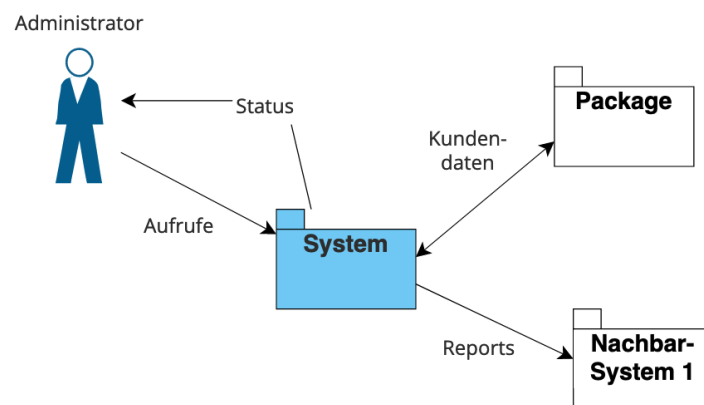 Administrator
Status
Package
Kunden-
daten
Aufrufe
System
Reports
Nachbar-
System 1